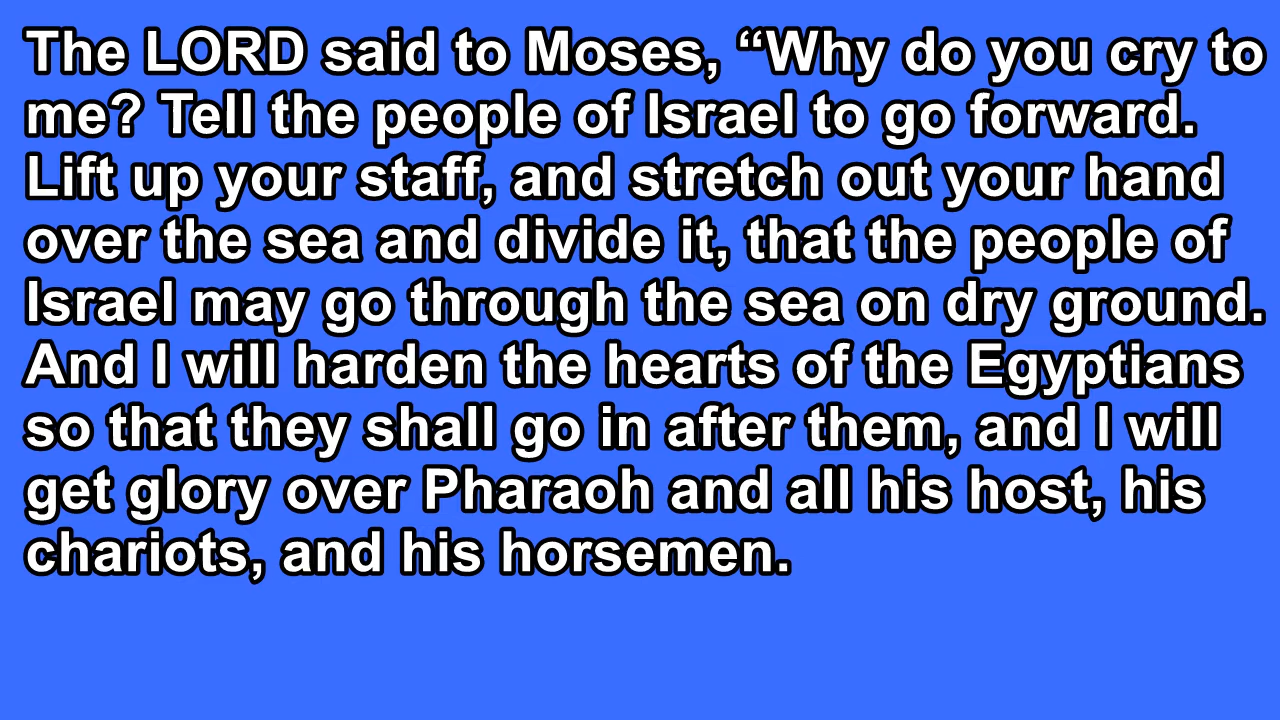 The LORD said to Moses, “Why do you cry to
me? Tell the people of Israel to go forward.
Lift up your staff, and stretch out your hand
over the sea and divide it, that the people of
Israel may go through the sea on dry ground.
And I will harden the hearts of the Egyptians
so that they shall go in after them, and I will
get glory over Pharaoh and all his host, his
chariots, and his horsemen.